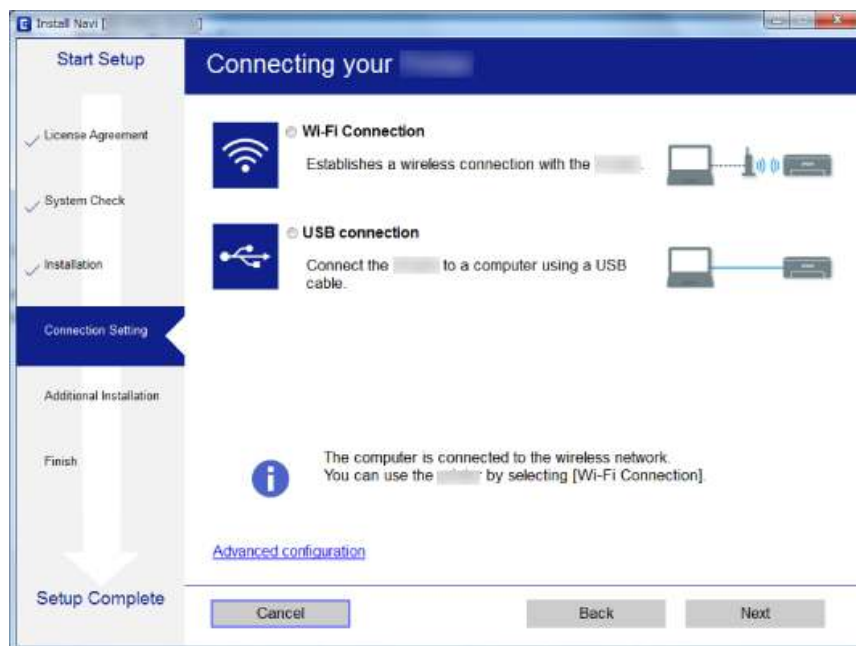 Install Navi [ ]
Start Setup
License Agreement
System Check
Installation
Connection Setting
Additional Installation
Finish
Setup Complete
Connecting your
Wi-Fi Connection
Establishes a wireless connection with the .
USB connection
Connect the to a computer using a USB
cable.
The computer is connected to the wireless network.
You can use the by selecting [Wi-Fi Connection].
Advanced configuration
Cancel
Back
Next